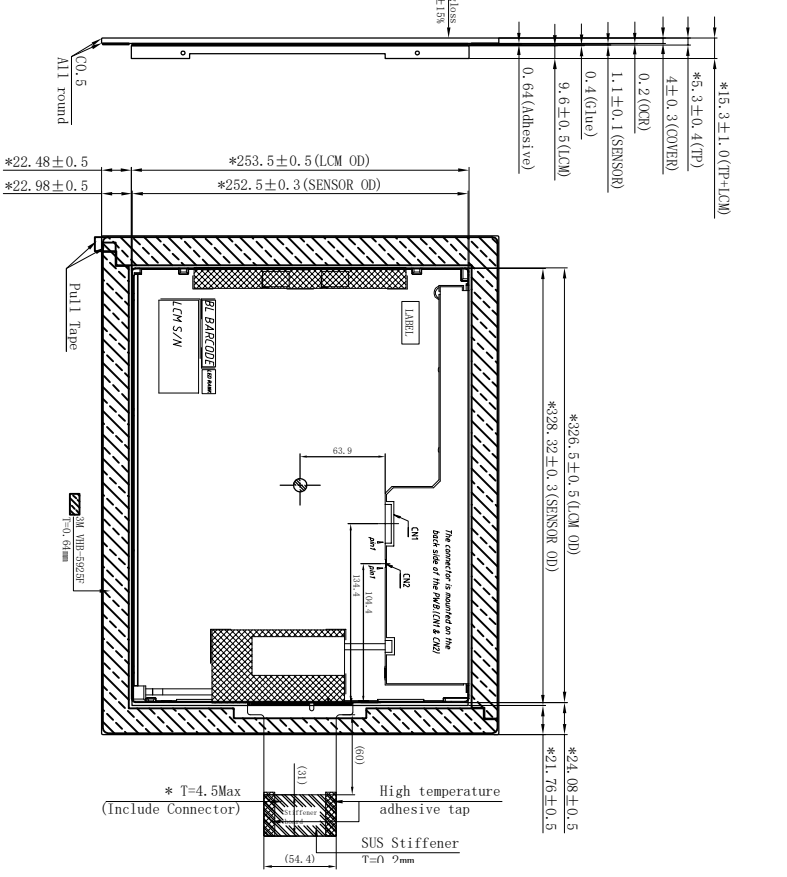 gloss
±15%
C0.5
All round
0.64(Adhesive)
9.6±0.5(LCM)
0.4(Glue)
1.1±0.1(SENSOR)
0.2(OCR)
4±0.3(COVER)
*5.3±0.4(TP)
*15.3±1.0(TP+LCM)
*22.48±0.5
*253.5±0.5(LCM OD)
*22.98±0.5
*252.5±0.3(SENSOR OD)
Pull Tape
BL BARCODE
LCM S/N
LABEL
63.9
CN1
pin1
CN2
pin1
The connector is mounted on the
back side of the PWB.(CN1 & CN2)
134.4
104.4
*326.5±0.5(LCM OD)
*328.32±0.3(SENSOR OD)
3M VHB-5925F
T=0.64mm
*24.08±0.5
*21.76±0.5
(60)
(31)
* T=4.5Max
(Include Connector)
High temperature
adhesive tap
Stiffener
SUS Stiffener
T=0.2mm
(54.4)